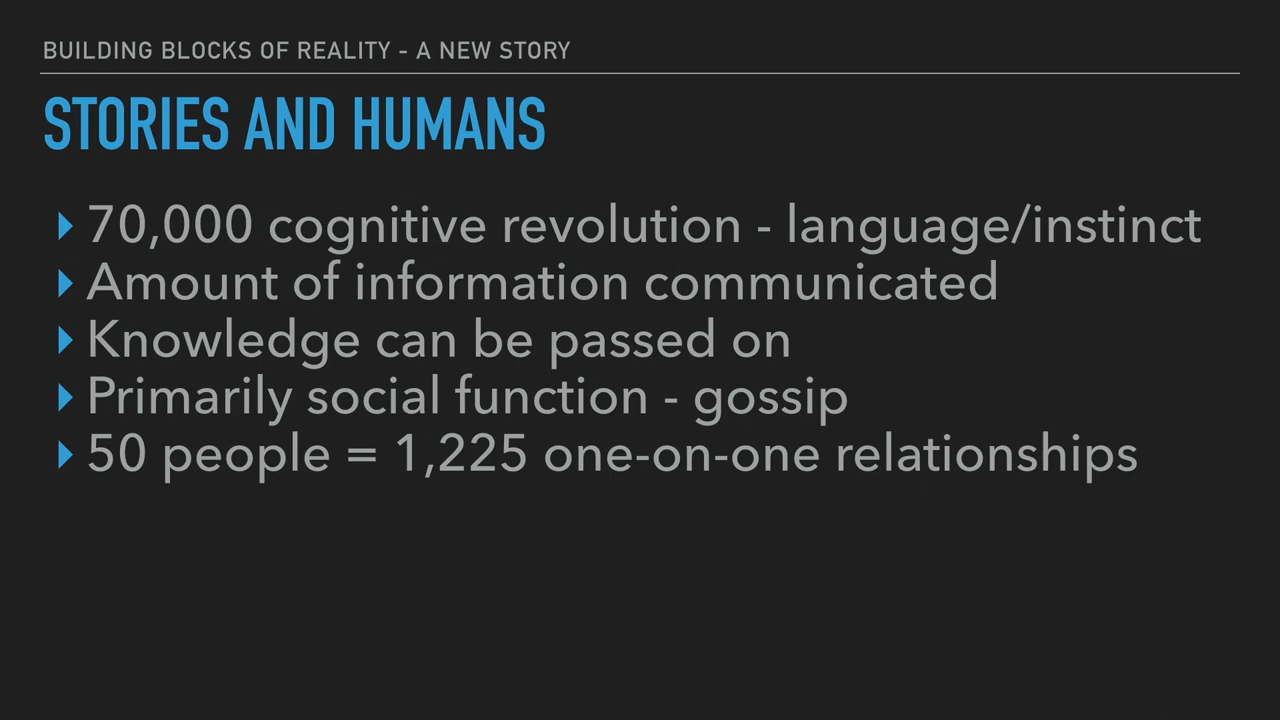 BUILDING BLOCKS OF REALITY - A NEW STORY
STORIES AND HUMANS
70,000 cognitive revolution - language/instinct
Amount of information communicated
Knowledge can be passed on
Primarily social function - gossip
50 people = 1,225 one-on-one relationships